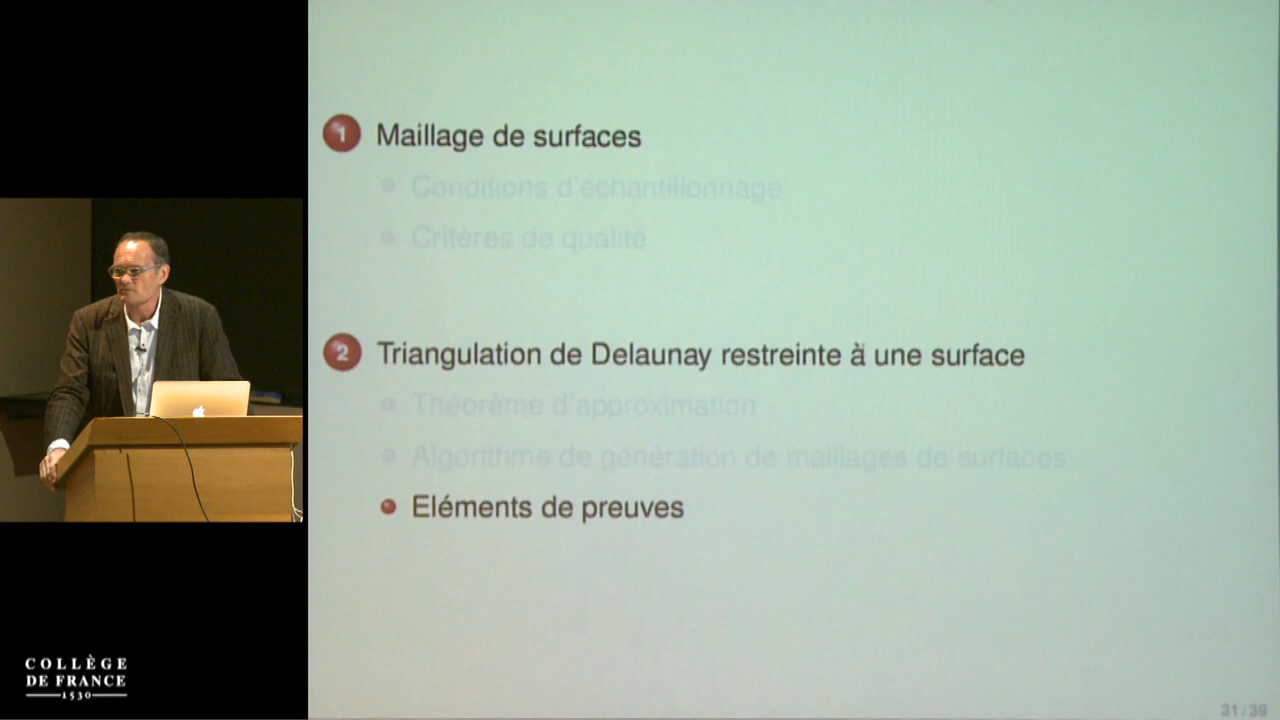 1 Maillage de surfaces
Conditions d'échantillonnage
Critères de qualité
2 Triangulation de Delaunay restreinte à une surface
Théorème d'approximation
Algorithme de génération de maillages de surfaces
Eléments de preuves
COLLÈGE
DE FRANCE
1530
31/39